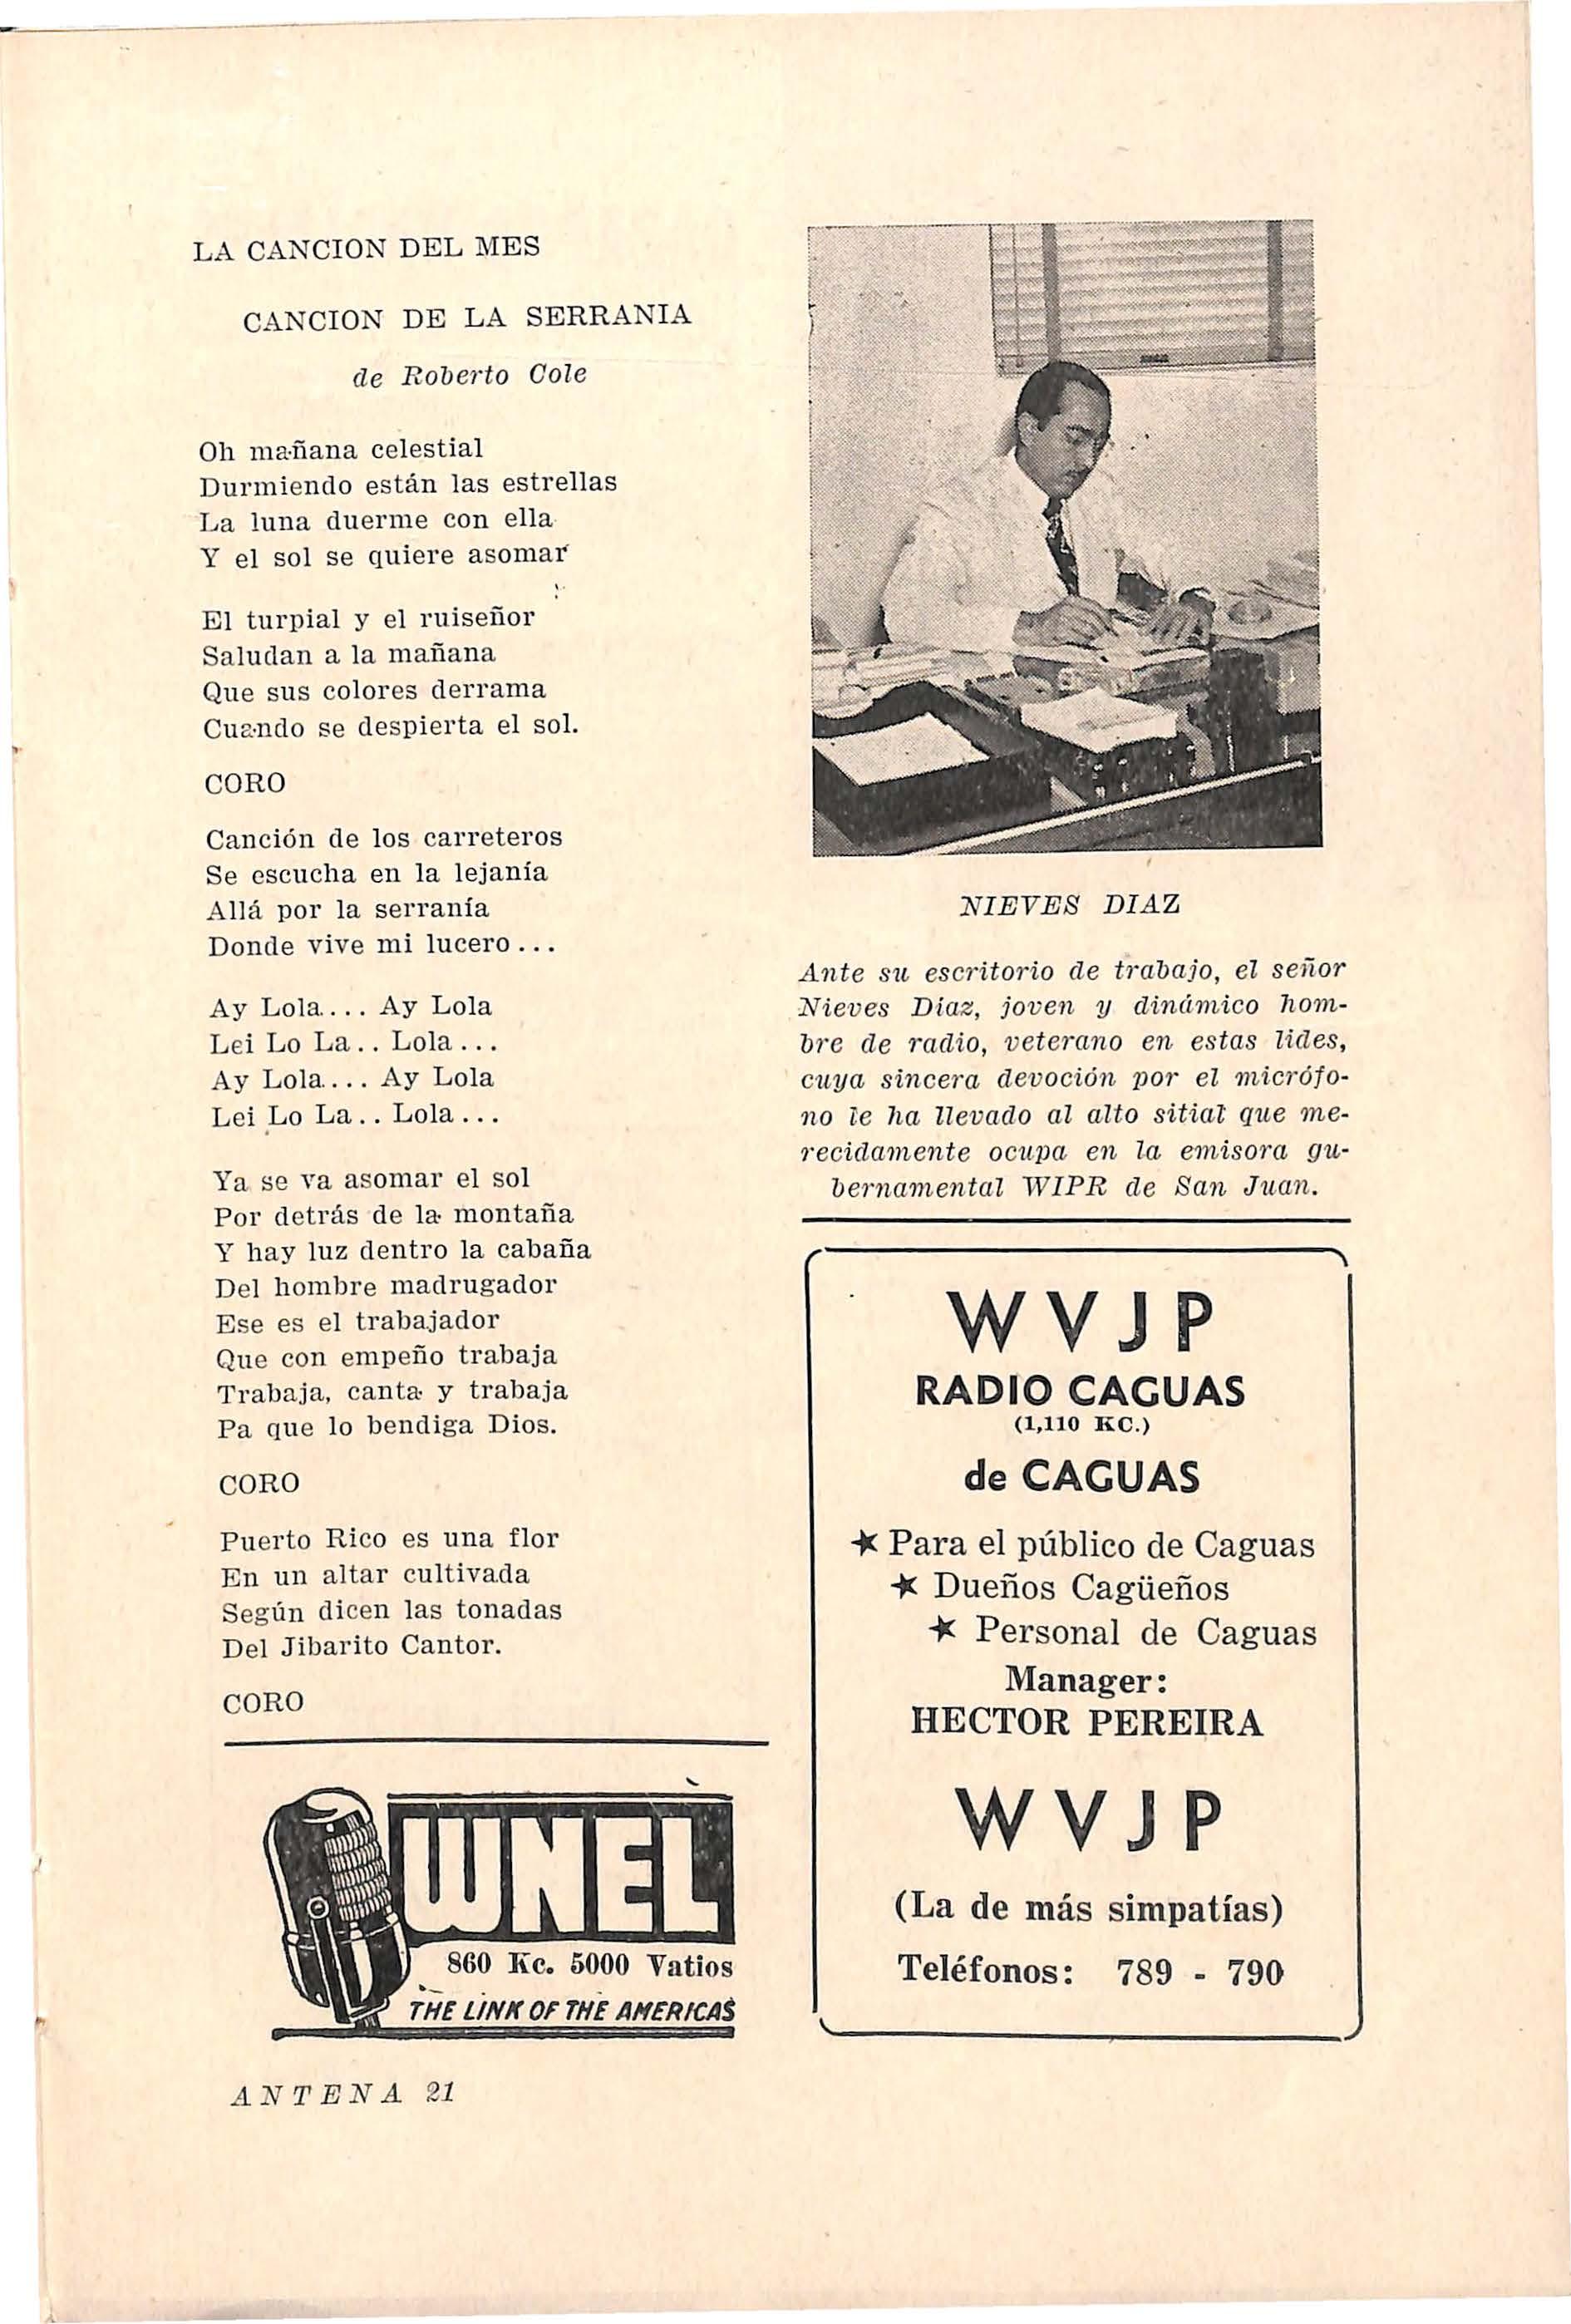 LA CANCION DEL MES
CANCION DE LA SERRANIA
de Roberto Cole
Oh mañana celestial
Durmiendo están las estrellas
La luna duerme con ella
Y el sol se quiere asomar
El turpial y el ruiseñor
Saludan a la mañana
Que sus colores derrama
Cuando se despierta el sol.
CORO
Canción de los carreteros
Se escucha en la lejanía
Allá por la serranía
Donde vive mi lucero...
Ay Lola.... Ay Lola
Lei Lo La.. Lola...
Ay Lola.... Ay Lola
Lei Lo La.. Lola...
Ya se va asomar el sol
Por detrás de la montaña
Y hay luz dentro la cabaña
Del hombre madrugador
Ese es el trabajador
Que con empeño trabaja
Trabaja, canta y trabaja
Pa que lo bendiga Dios.
CORO
Puerto Rico es una flor
En un altar cultivada
Según dicen las tonadas
Del Jibarito Cantor.
CORO
WNEL
860 Kc. 5000 Vatios
THE LINK OF THE AMERICAS
NIEVES DIAZ
Ante su escritorio de trabajo, el señor
Nieves Díaz, joven y dinámico hom-
bre de radio, veterano en estas lides,
cuya sincera devoción por el micrófo-
no le ha llevado al alto sitial que me-
recidamente ocupa en la emisora gu-
bernamental WIPR de San Juan.
WVJP
RADIO CAGUAS
(1,110 KC.)
de CAGUAS
★ Para el público de Caguas
★ Dueños Cagüeños
★ Personal de Caguas
Manager:
HECTOR PEREIRA
WVJP
(La de más simpatías)
Teléfonos: 789 - 790
ANTENA 21